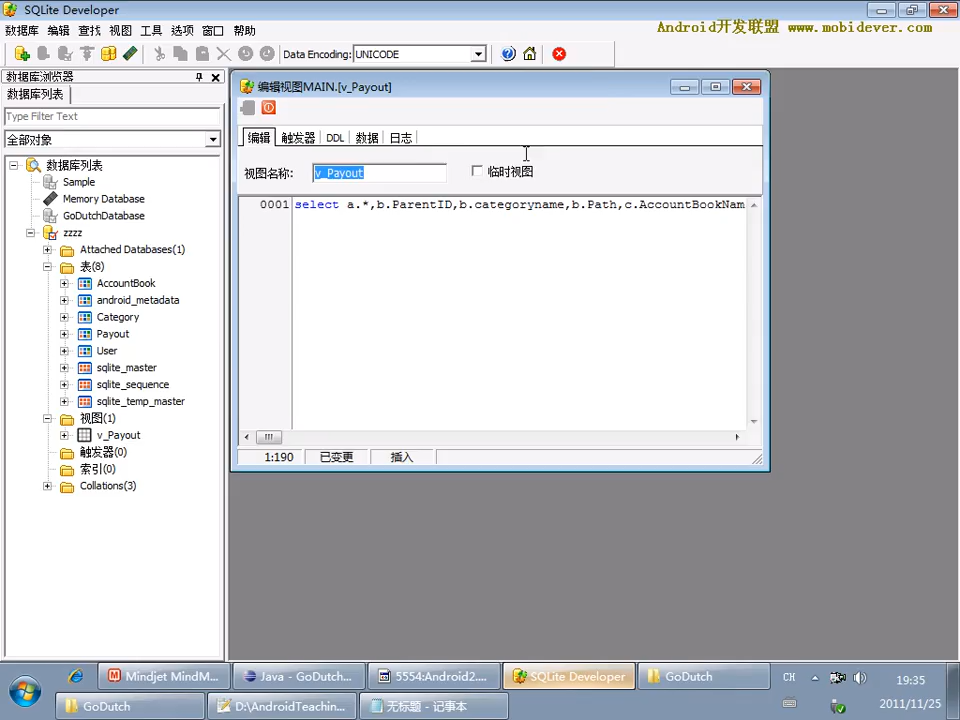 SQLite Developer
数据库 编辑 查找 视图 工具 选项 窗口 帮助
Android开发联盟 www.mobidever.com
Data Encoding: UNICODE
数据库浏览器
数据库列表
Type Filter Text
全部对象
数据库列表
Sample
Memory Database
GoDutchDatabase
zzzz
Attached Databases(1)
表(8)
AccountBook
android_metadata
Category
Payout
User
sqlite_master
sqlite_sequence
sqlite_temp_master
视图(1)
v_Payout
触发器(0)
索引(0)
Collations(3)
编辑视图MAIN.[v_Payout]
编辑 触发器 DDL 数据 日志
视图名称: v_Payout 临时视图
0001 select a.*,b.ParentID,b.categoryname,b.Path,c.AccountBookNam
1:190 已变更 插入
Mindjet MindM... Java - GoDutch... 5554:Android2.... SQLite Developer GoDutch CH 19:35
GoDutch D:\AndroidTeachin... 无标题 - 记事本 2011/11/25